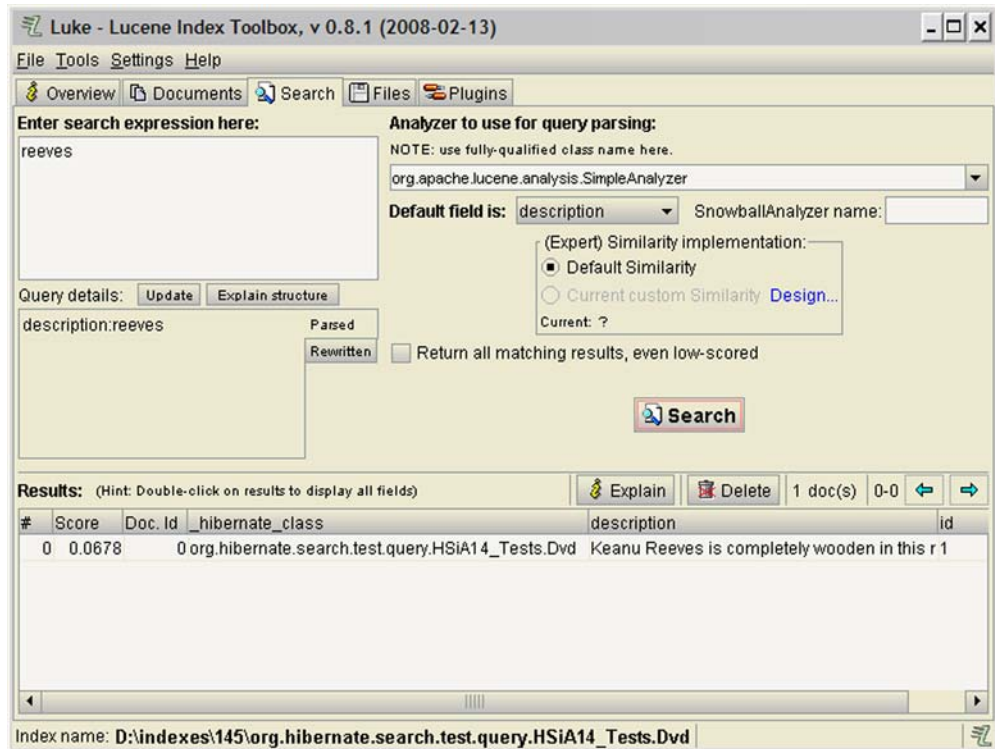 Luke - Lucene Index Toolbox, v 0.8.1 (2008-02-13)
File Tools Settings Help
Overview Documents Search Files Plugins
Enter search expression here:
reeves
Analyzer to use for query parsing:
NOTE: use fully-qualified class name here.
org.apache.lucene.analysis.SimpleAnalyzer
Default field is: description SnowballAnalyzer name:
(Expert) Similarity implementation:
Default Similarity
Current custom Similarity Design...
Current: ?
Query details: Update Explain structure
description:reeves
Parsed
Rewritten
Return all matching results, even low-scored
Search
Results: (Hint: Double-click on results to display all fields) Explain Delete 1 doc(s) 0-0
# Score Doc. Id _hibernate_class description id
0 0.0678 0 org.hibernate.search.test.query.HSiA14_Tests.Dvd Keanu Reeves is completely wooden in this r 1
Index name: D:\indexes\145\org.hibernate.search.test.query.HSiA14_Tests.Dvd